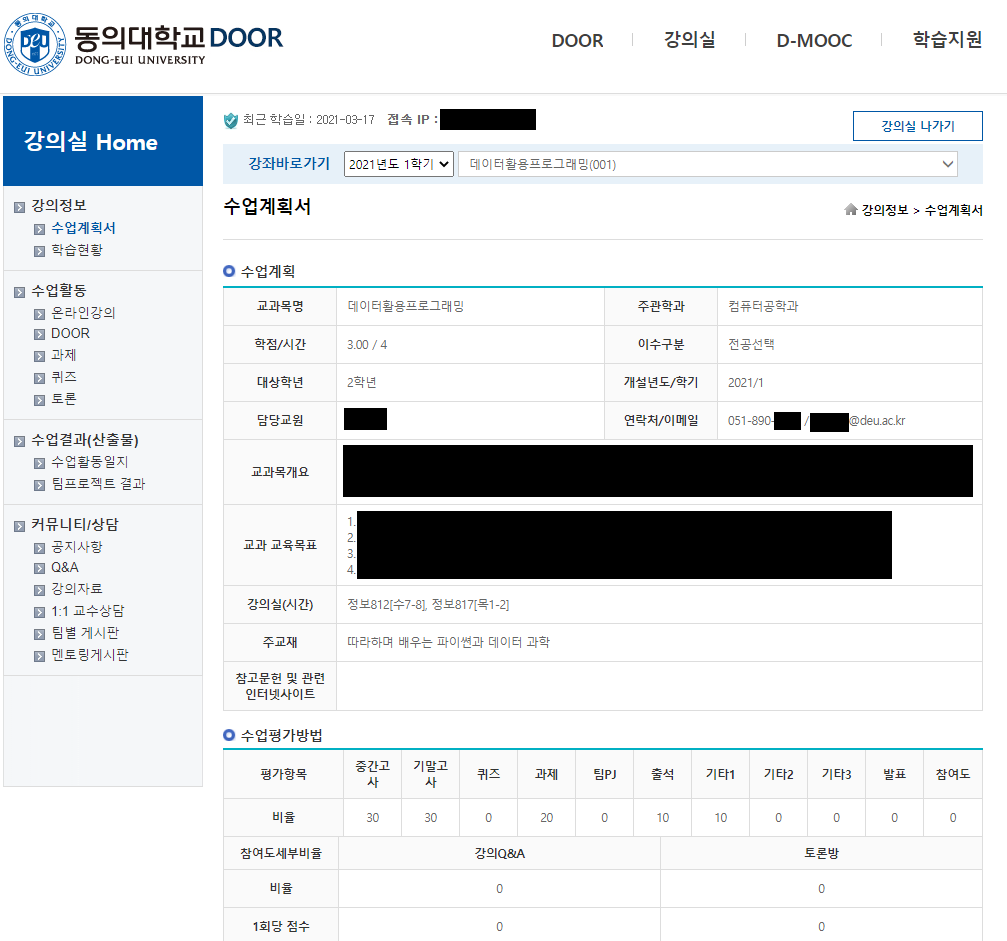 동의대학교 DOOR
DONG-EUI UNIVERSITY
DOOR
강의실
D-MOOC
학습지원
강의실 Home
강의정보
수업계획서
학습현황
수업활동
온라인강의
DOOR
과제
퀴즈
토론
수업결과(산출물)
수업활동일지
팀프로젝트 결과
커뮤니티/상담
공지사항
Q&A
강의자료
1:1 교수상담
팀별 게시판
멘토링게시판
최근 학습일 : 2021-03-17 접속 IP :
강의실 나가기
강좌바로가기 2021년도 1학기 데이터활용프로그래밍(001)
수업계획서
강의정보 > 수업계획서
수업계획
교과목명 데이터활용프로그래밍 주관학과 컴퓨터공학과
학점/시간 3.00 / 4 이수구분 전공선택
대상학년 2학년 개설년도/학기 2021/1
담당교원 연락처/이메일 051-890- / @deu.ac.kr
교과목개요
교과 교육목표
1.
2.
3.
4.
강의실(시간) 정보812[수7-8], 정보817[목1-2]
주교재 따라하며 배우는 파이썬과 데이터 과학
참고문헌 및 관련
인터넷사이트
수업평가방법
평가항목 중간고사 기말고사 퀴즈 과제 팀PJ 출석 기타1 기타2 기타3 발표 참여도
비율 30 30 0 20 0 10 10 0 0 0 0
참여도세부비율 강의Q&A 토론방
비율 0 0
1회당 점수 0 0